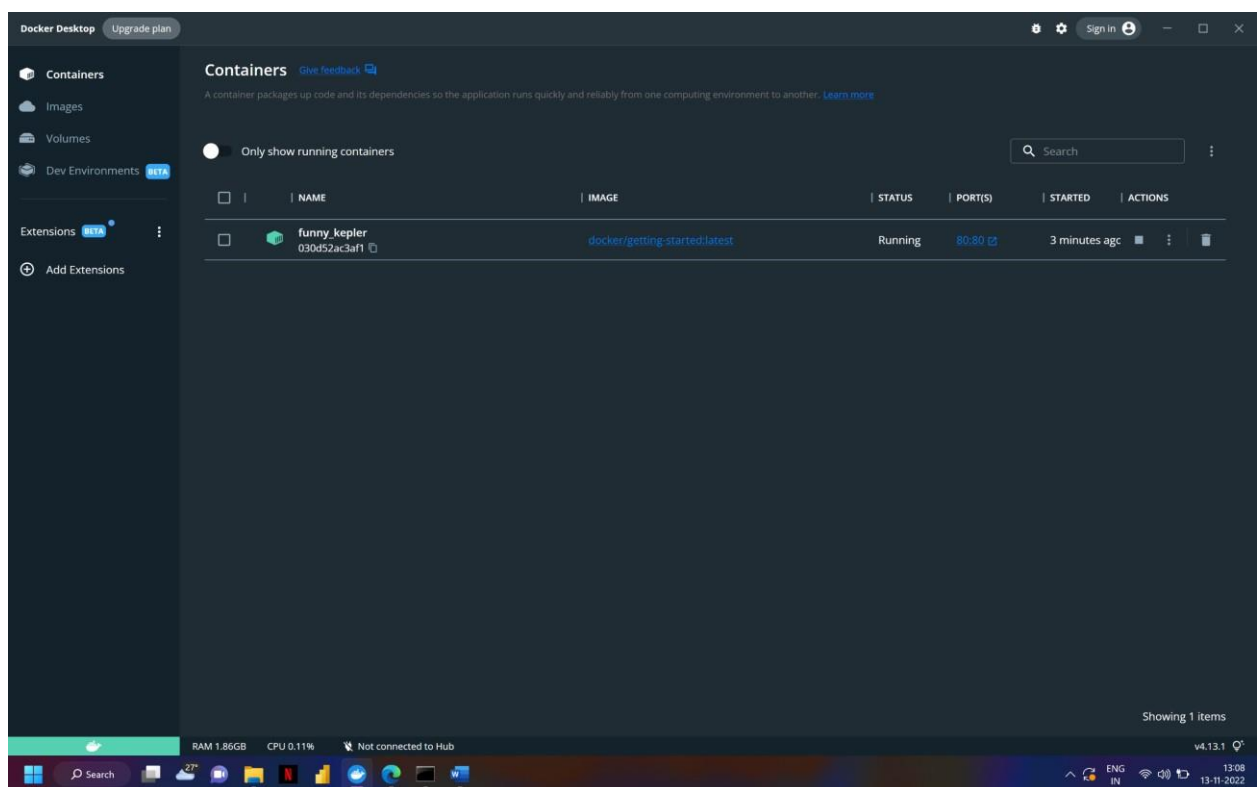 Docker Desktop Upgrade plan Sign in
Containers
Images
Volumes
Dev Environments BETA
Extensions BETA
Add Extensions
Containers Give feedback
A container packages up code and its dependencies so the application runs quickly and reliably from one computing environment to another. Learn more
Only show running containers Search
NAME IMAGE STATUS PORT(S) STARTED ACTIONS
funny_kepler docker/getting-started:latest Running 80:80 3 minutes agc
030d52ac3af1
Showing 1 items
RAM 1.86GB CPU 0.11% Not connected to Hub v4.13.1
Search 27° ENG 13:08
IN 13-11-2022